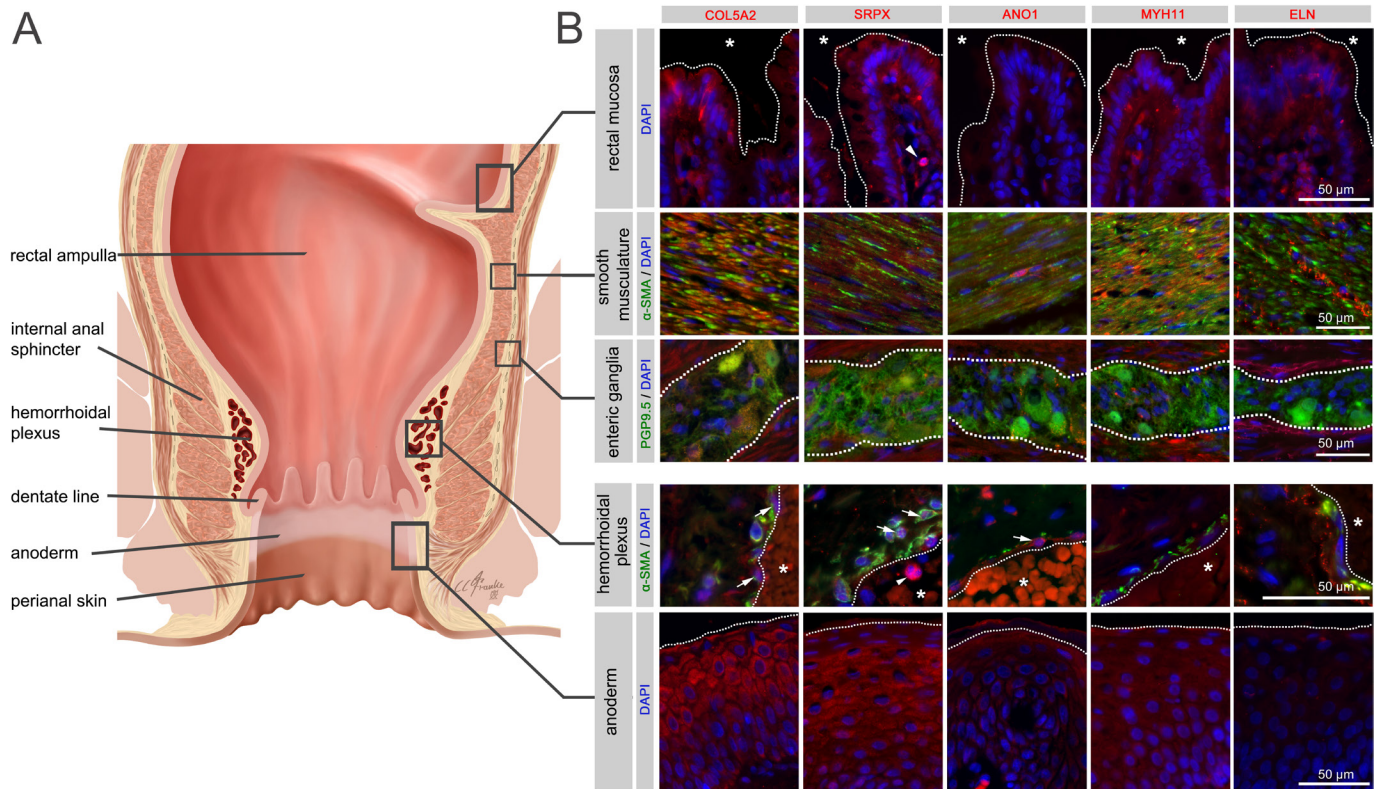 A
B
COL5A2
SRPX
ANO1
MYH11
ELN
rectal mucosa
DAPI
50 µm
rectal ampulla
internal anal
sphincter
hemorrhoidal
plexus
dentate line
anoderm
perianal skin
smooth
musculature
α-SMA / DAPI
50 µm
enteric ganglia
PGP9.5 / DAPI
50 µm
hemorrhoidal
plexus
α-SMA / DAPI
50 µm
anoderm
DAPI
50 µm